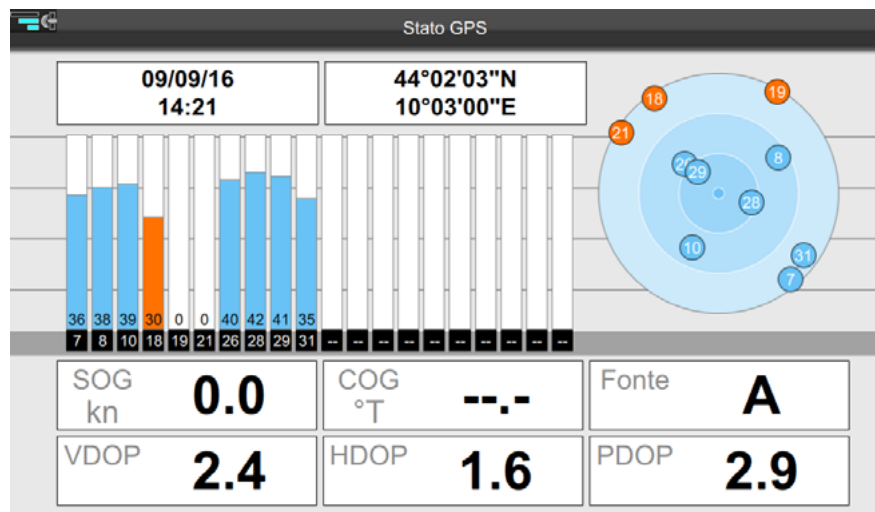 Stato GPS
09/09/16
14:21
44°02'03"N
10°03'00"E
18
19
21
8
29
28
10
31
7
36 38 39 30 0 0 40 42 41 35
7 8 10 18 19 21 26 28 29 31 -- -- -- -- -- -- -- -- -- --
SOG
kn
0.0
COG
°T
--.-
Fonte
A
VDOP
2.4
HDOP
1.6
PDOP
2.9